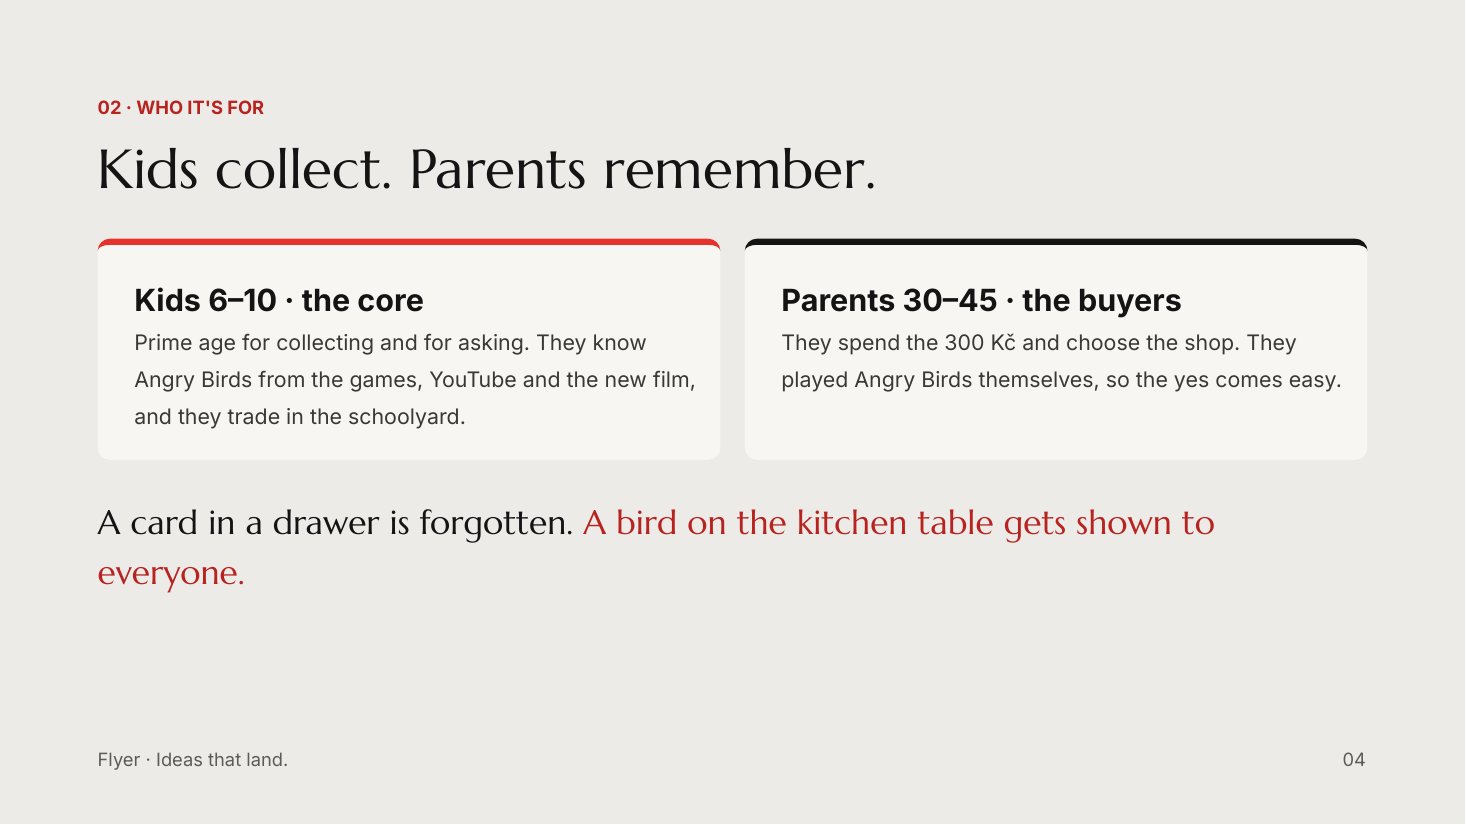 02 · WHO IT'S FOR
Kids collect. Parents remember.
Kids 6–10 · the core
Prime age for collecting and for asking. They know
Angry Birds from the games, YouTube and the new film,
and they trade in the schoolyard.
Parents 30–45 · the buyers
They spend the 300 Kč and choose the shop. They
played Angry Birds themselves, so the yes comes easy.
A card in a drawer is forgotten. A bird on the kitchen table gets shown to
everyone.
Flyer · Ideas that land.
04